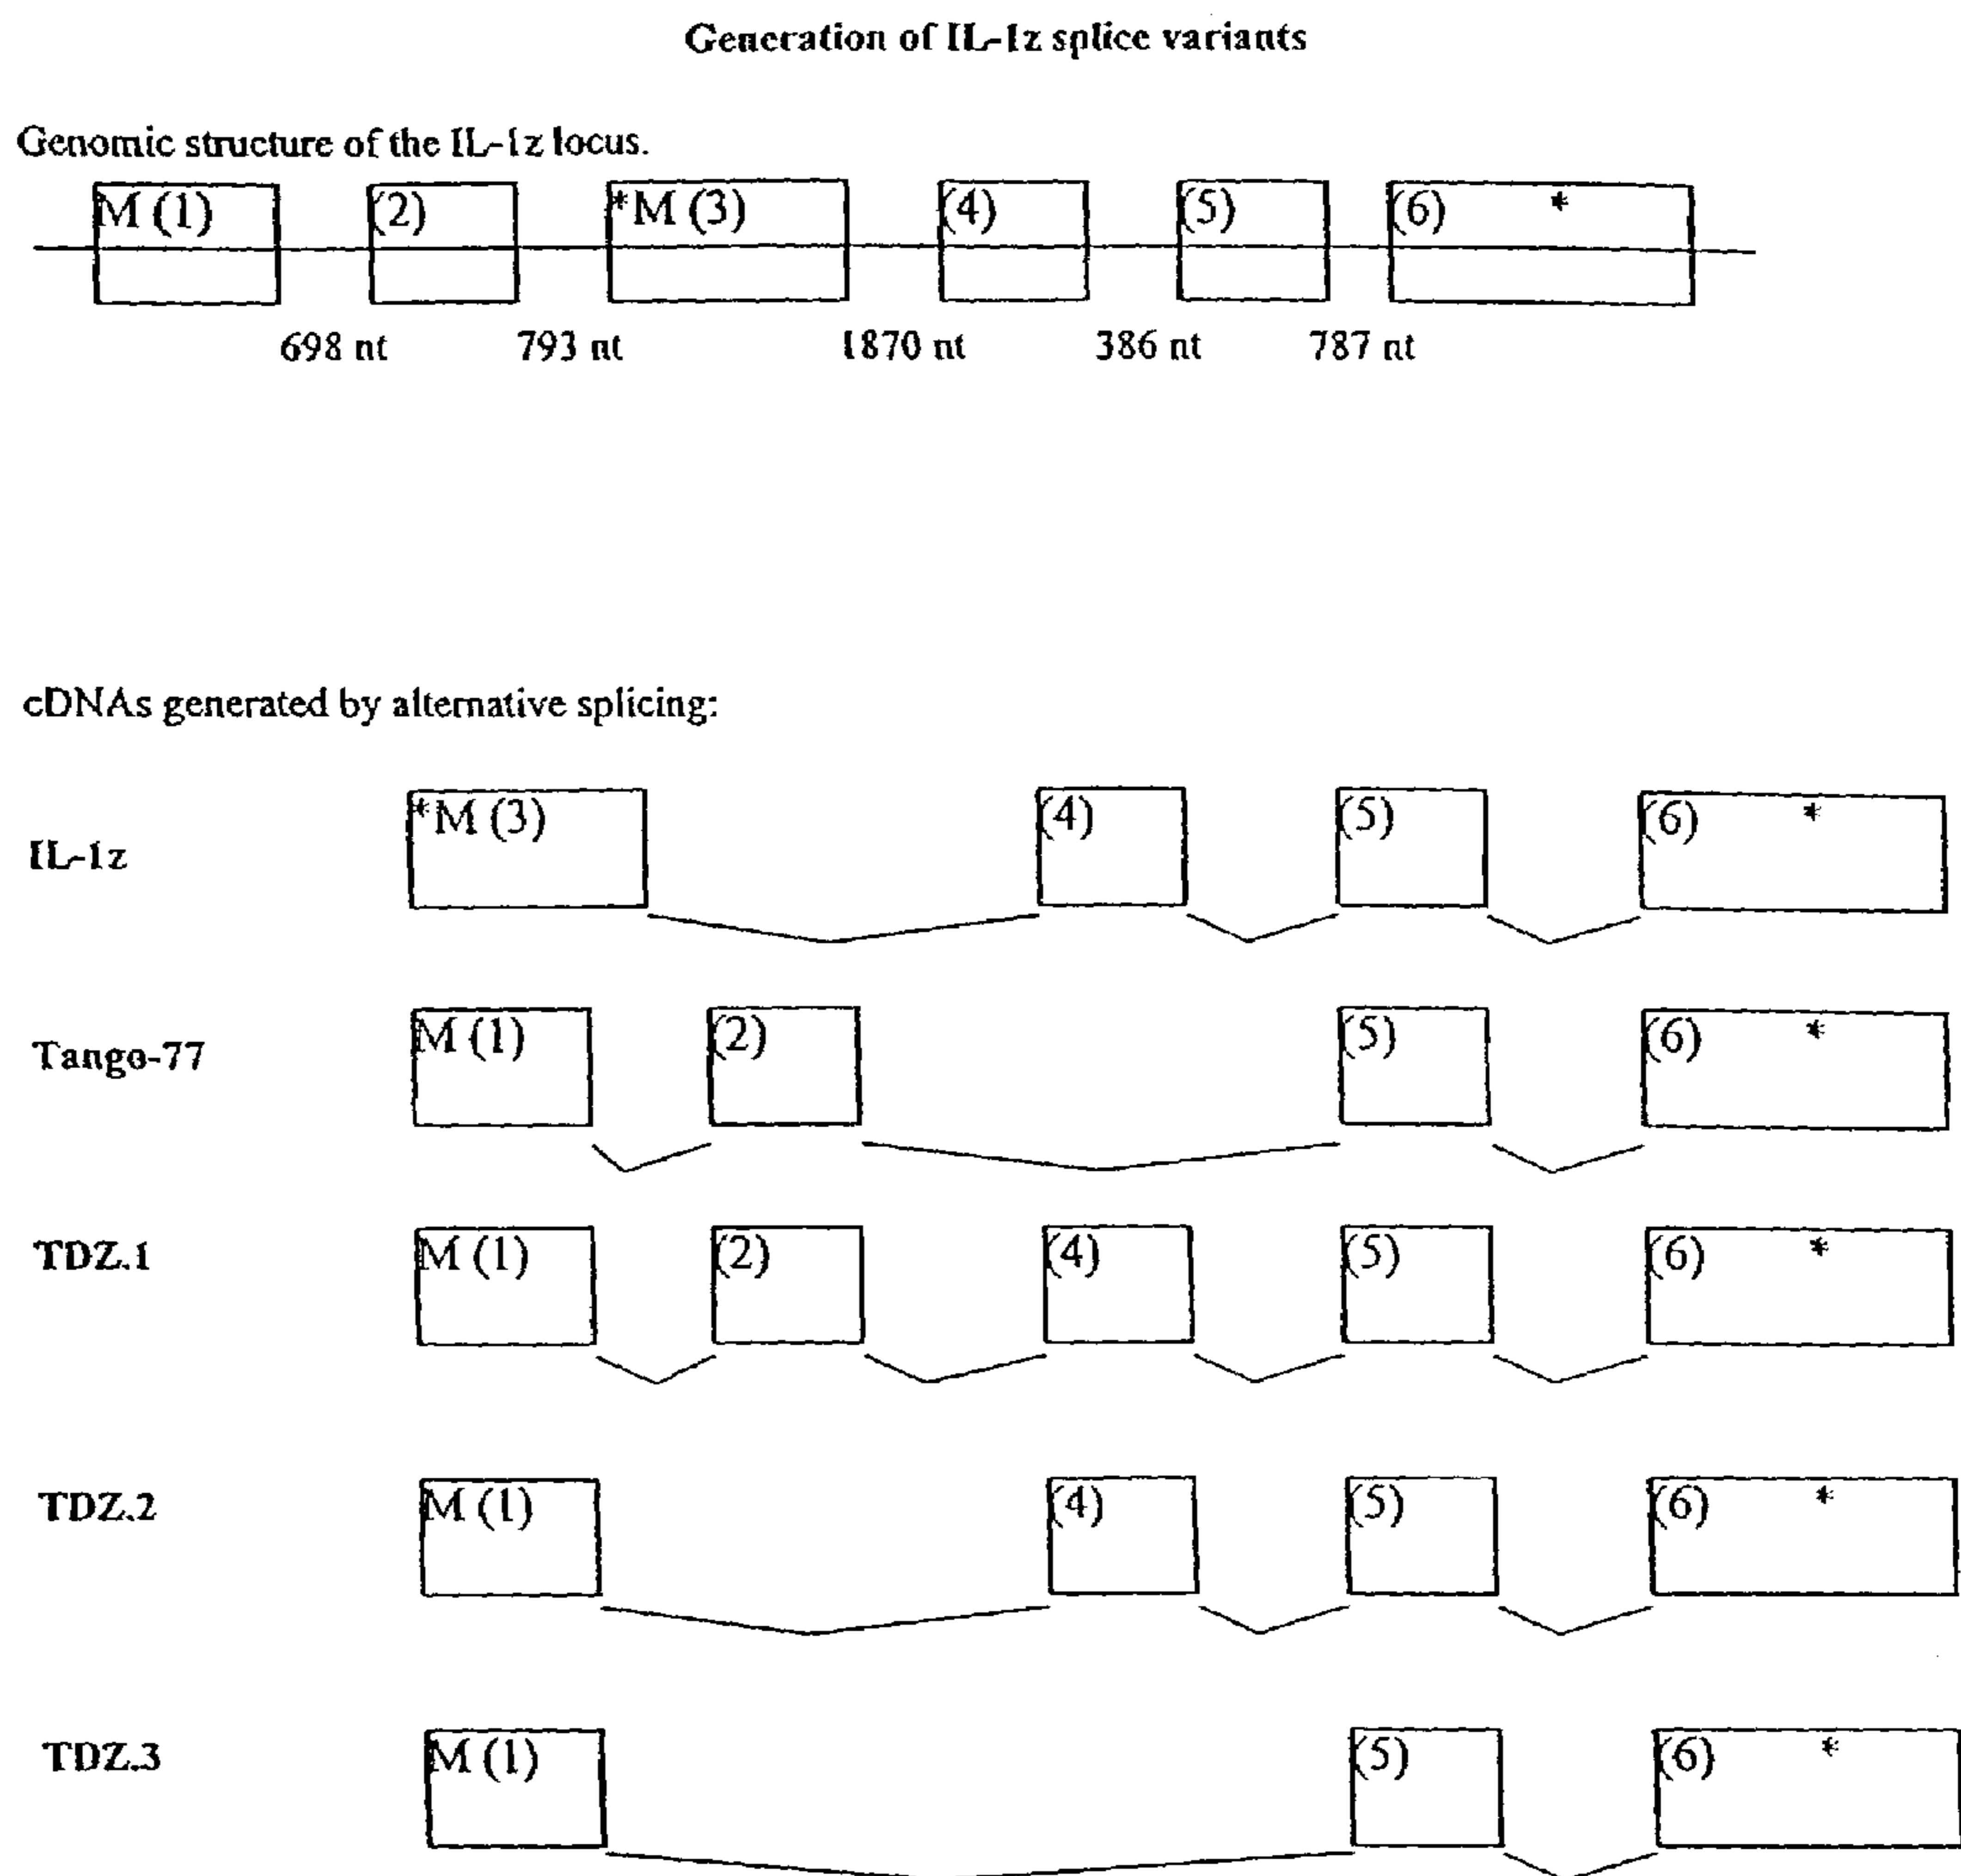 Generation of IL-1z splice variants
Genomic structure of the IL-1z locus.
M (1) (2) *M (3) (4) (5) (6) *
698 nt 793 nt 1870 nt 386 nt 787 nt
cDNAs generated by alternative splicing:
IL-1z *M (3) (4) (5) (6) *
Tango-77 M (1) (2) (5) (6) *
TDZ.1 M (1) (2) (4) (5) (6) *
TDZ.2 M (1) (4) (5) (6) *
TDZ.3 M (1) (5) (6) *